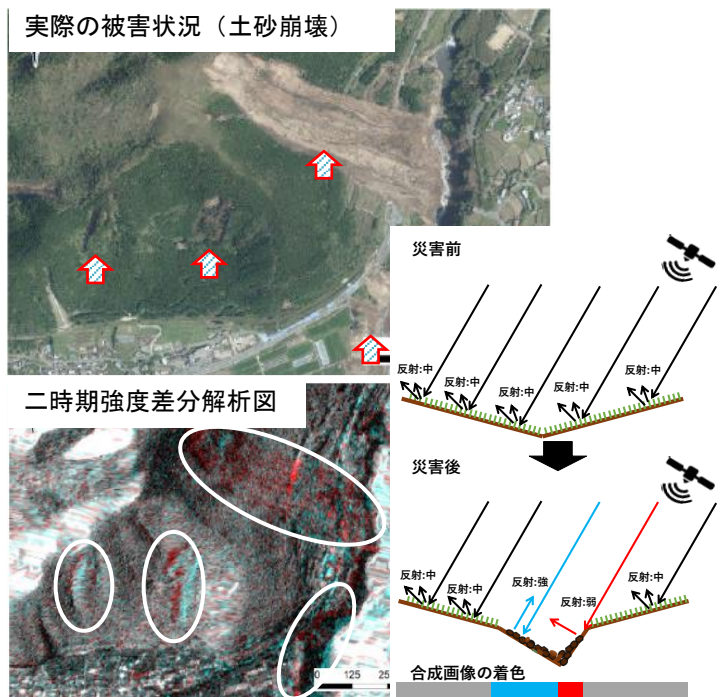 実際の被害状況（土砂崩壊）
災害前
反射:中
反射:中
反射:中
反射:中
反射:中
二時期強度差分解析図
災害後
反射:中
反射:中
反射:強
反射:弱
反射:中
0 125 250
合成画像の着色